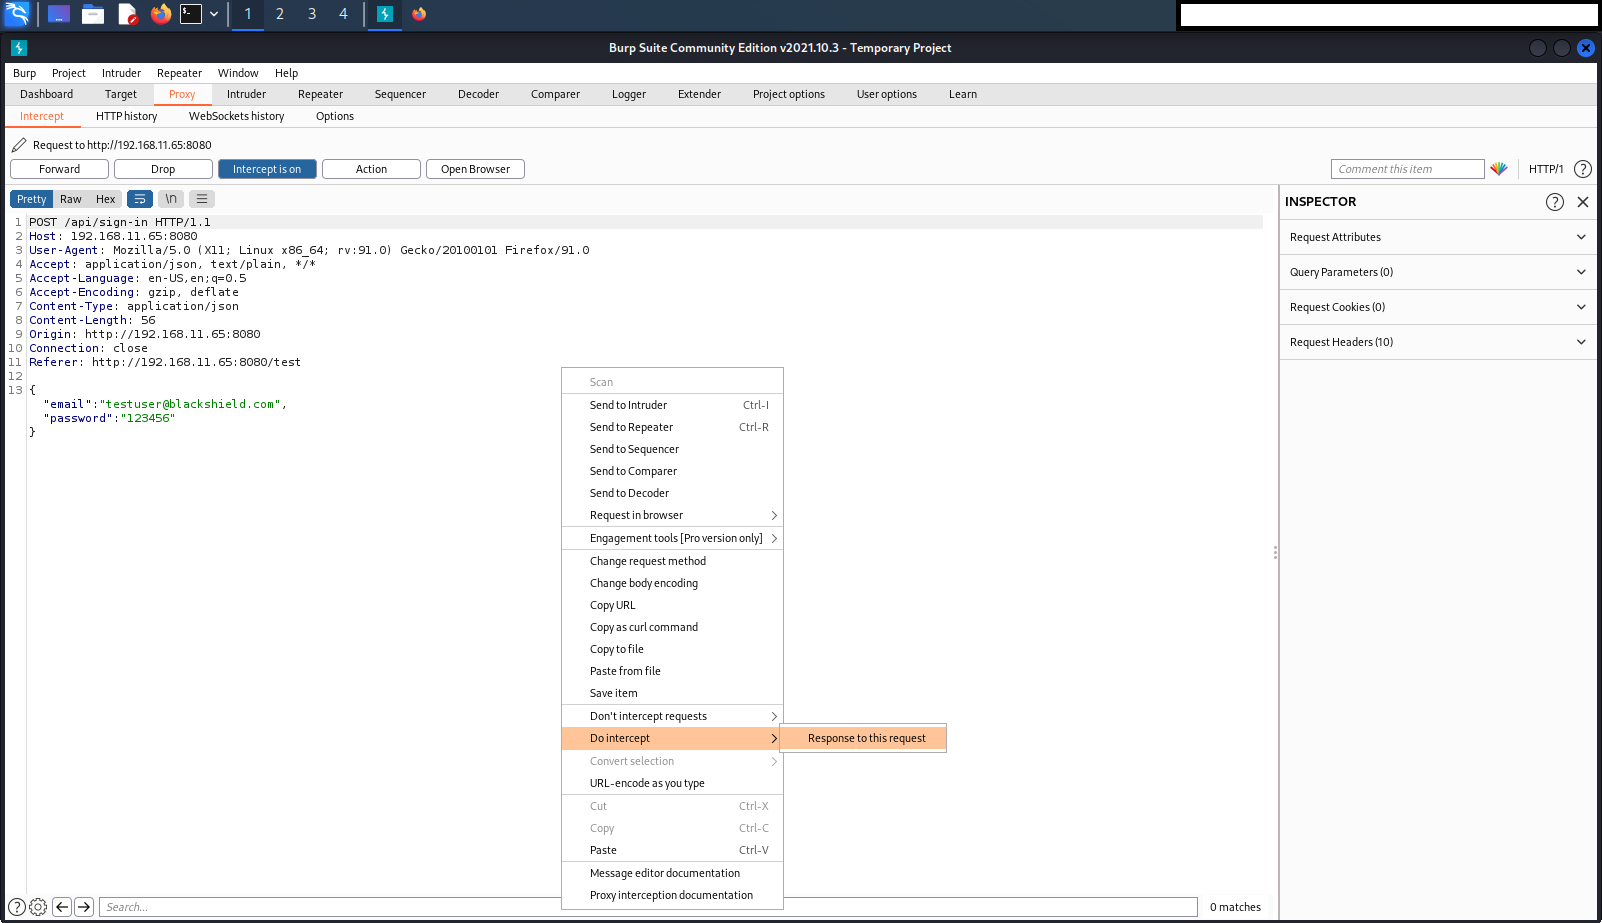 1 2 3 4
Burp Suite Community Edition v2021.10.3 - Temporary Project
Burp Project Intruder Repeater Window Help
Dashboard Target Proxy Intruder Repeater Sequencer Decoder Comparer Logger Extender Project options User options Learn
Intercept HTTP history WebSockets history Options
Request to http://192.168.11.65:8080
Forward Drop Intercept is on Action Open Browser Comment this item HTTP/1 ?
Pretty Raw Hex \n
1 POST /api/sign-in HTTP/1.1
2 Host: 192.168.11.65:8080
3 User-Agent: Mozilla/5.0 (X11; Linux x86_64; rv:91.0) Gecko/20100101 Firefox/91.0
4 Accept: application/json, text/plain, */*
5 Accept-Language: en-US,en;q=0.5
6 Accept-Encoding: gzip, deflate
7 Content-Type: application/json
8 Content-Length: 56
9 Origin: http://192.168.11.65:8080
10 Connection: close
11 Referer: http://192.168.11.65:8080/test
12
13 {
"email":"testuser@blackshield.com",
"password":"123456"
}
Scan
Send to Intruder Ctrl-I
Send to Repeater Ctrl-R
Send to Sequencer
Send to Comparer
Send to Decoder
Request in browser
Engagement tools [Pro version only]
Change request method
Change body encoding
Copy URL
Copy as curl command
Copy to file
Paste from file
Save item
Don't intercept requests
Do intercept
Response to this request
Convert selection
URL-encode as you type
Cut Ctrl-X
Copy Ctrl-C
Paste Ctrl-V
Message editor documentation
Proxy interception documentation
INSPECTOR ?
Request Attributes
Query Parameters (0)
Request Cookies (0)
Request Headers (10)
? Search... 0 matches